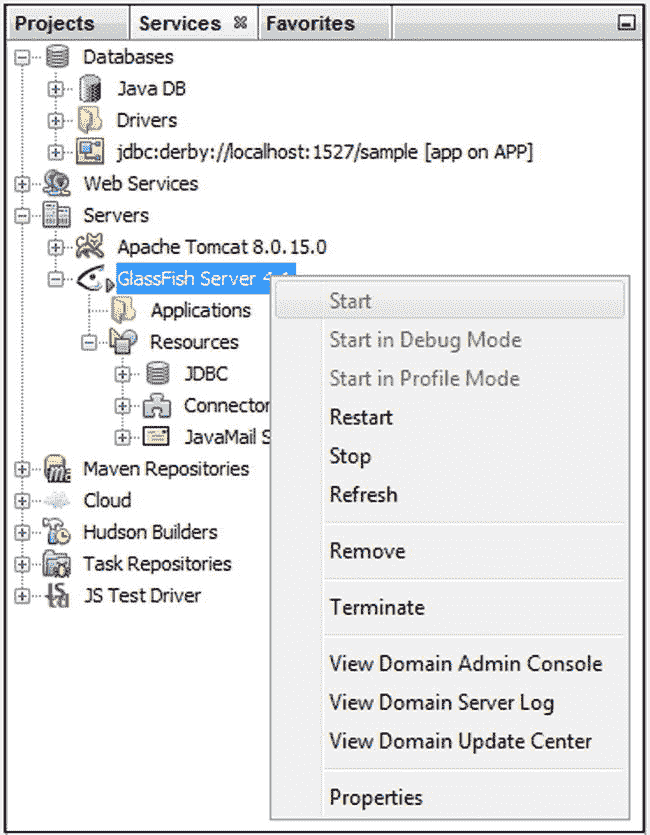 Projects Services Favorites
Databases
Java DB
Drivers
jdbc:derby://localhost:1527/sample [app on APP]
Web Services
Servers
Apache Tomcat 8.0.15.0
GlassFish Server
Applications
Resources
JDBC
Connector
JavaMail S
Maven Repositories
Cloud
Hudson Builders
Task Repositories
JS Test Driver
Start
Start in Debug Mode
Start in Profile Mode
Restart
Stop
Refresh
Remove
Terminate
View Domain Admin Console
View Domain Server Log
View Domain Update Center
Properties